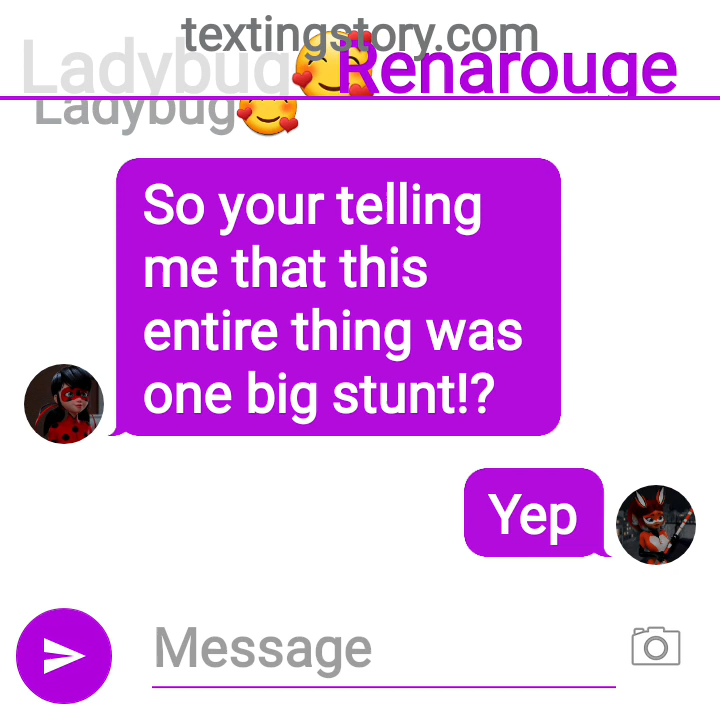 textingstory.com
Ladybug🥰 Renarouge
Ladybug🥰
So your telling
me that this
entire thing was
one big stunt!?
Yep
Message